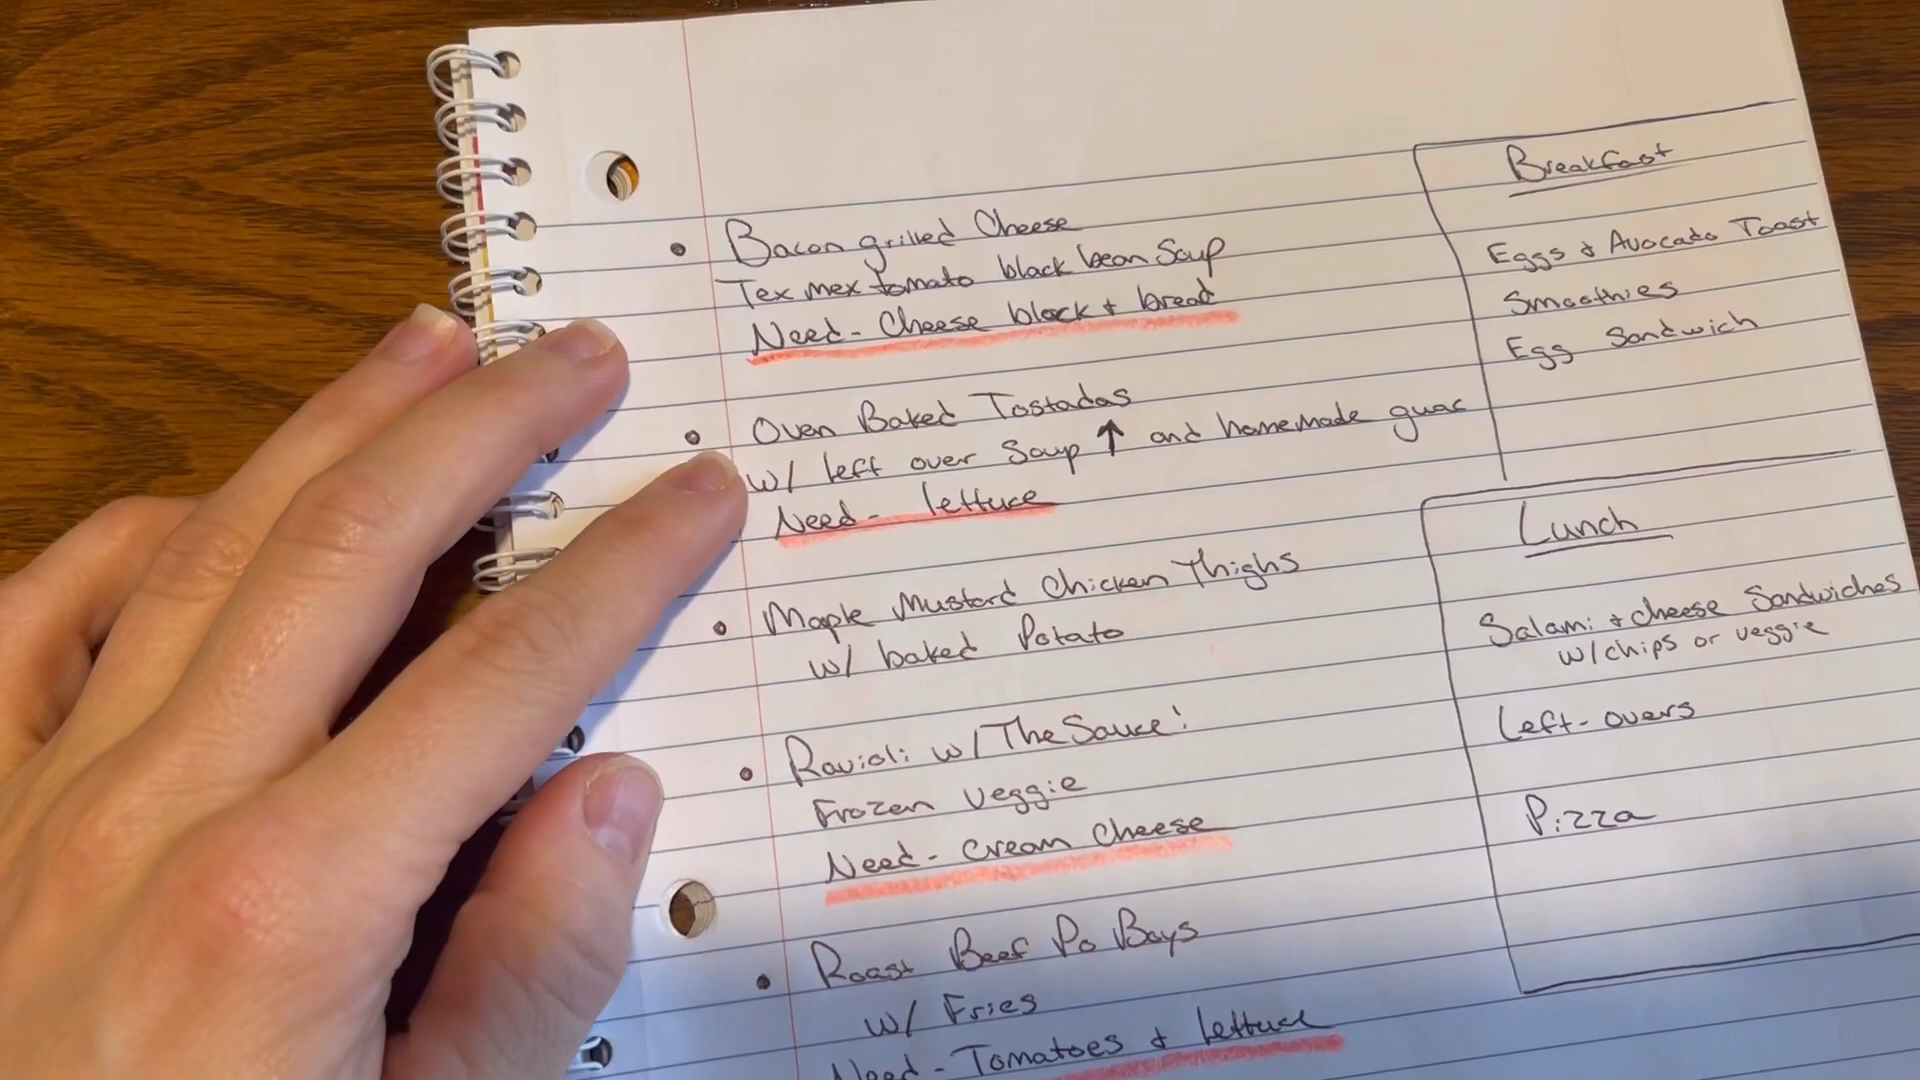 Bacon grilled Cheese
Tex mex tomato black bean Soup
Need - Cheese block + bread
Oven Baked Tostadas
w/ left over Soup ↑ and homemade guac
Need - lettuce
Maple Mustard Chicken Thighs
w/ baked Potato
Ravioli w/ The Sauce!
Frozen Veggie
Need - Cream Cheese
Roast Beef Po Boys
w/ Fries
Need - Tomatoes + lettuce
Breakfast
Eggs + Avocado Toast
Smoothies
Egg Sandwich
Lunch
Salami + cheese Sandwiches
w/ chips or veggie
Left-overs
Pizza